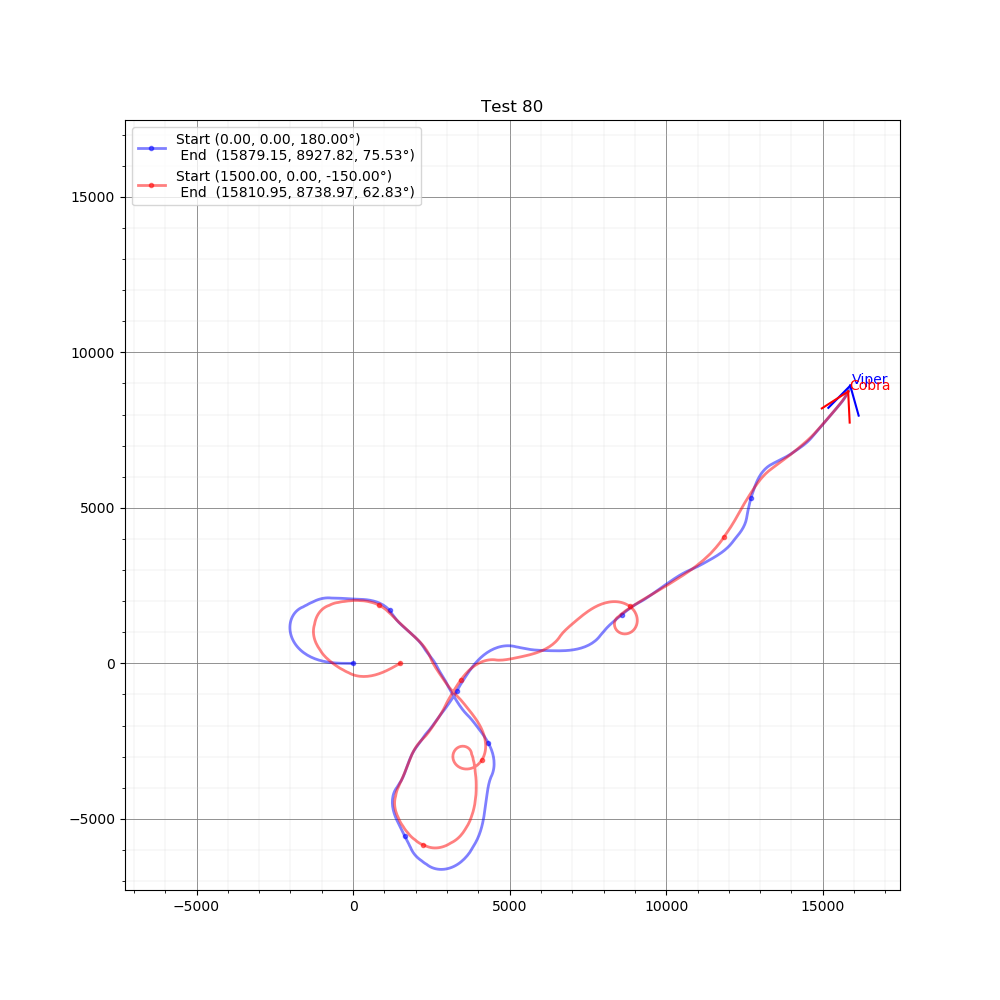 Test 80
Start (0.00, 0.00, 180.00°)
End  (15879.15, 8927.82, 75.53°)
Start (1500.00, 0.00, -150.00°)
End  (15810.95, 8738.97, 62.83°)
15000
10000
Viper
Cobra
5000
0
−5000
−5000
0
5000
10000
15000